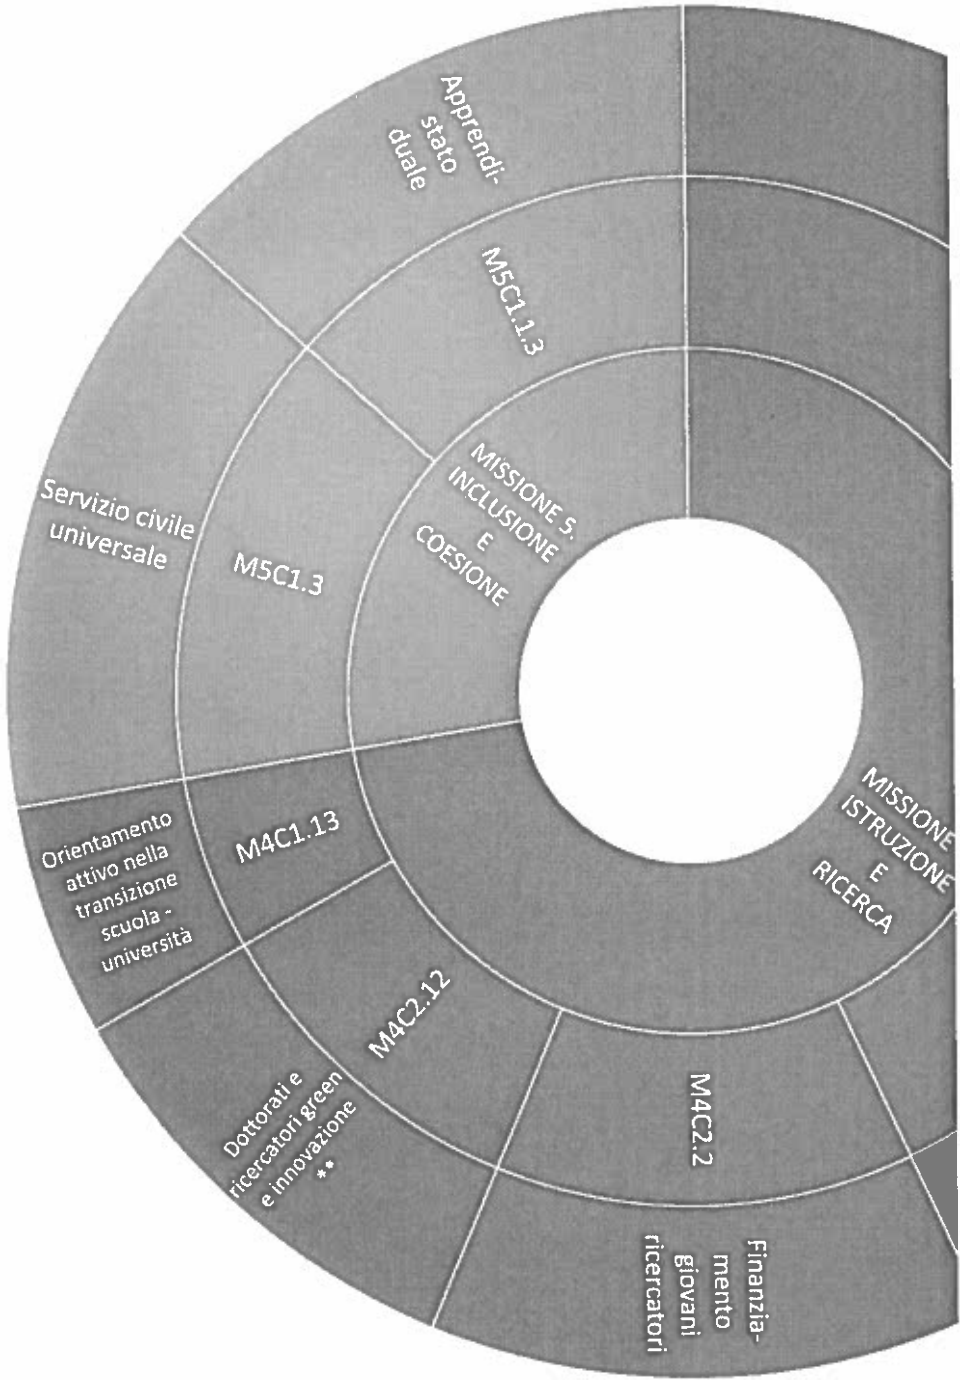 Apprendi-
stato
duale
M5C1.1.3
MISSIONE 5.
INCLUSIONE
E
COESIONE
Servizio civile
universale
M5C1.3
MISSIONE
ISTRUZIONE
E
RICERCA
Orientamento
attivo nella
transizione
scuola -
università
M4C1.13
M4C2.12
Dottorati e
ricercatori green
e innovazione
**
M4C2.2
Finanzia-
mento
giovani
ricercatori